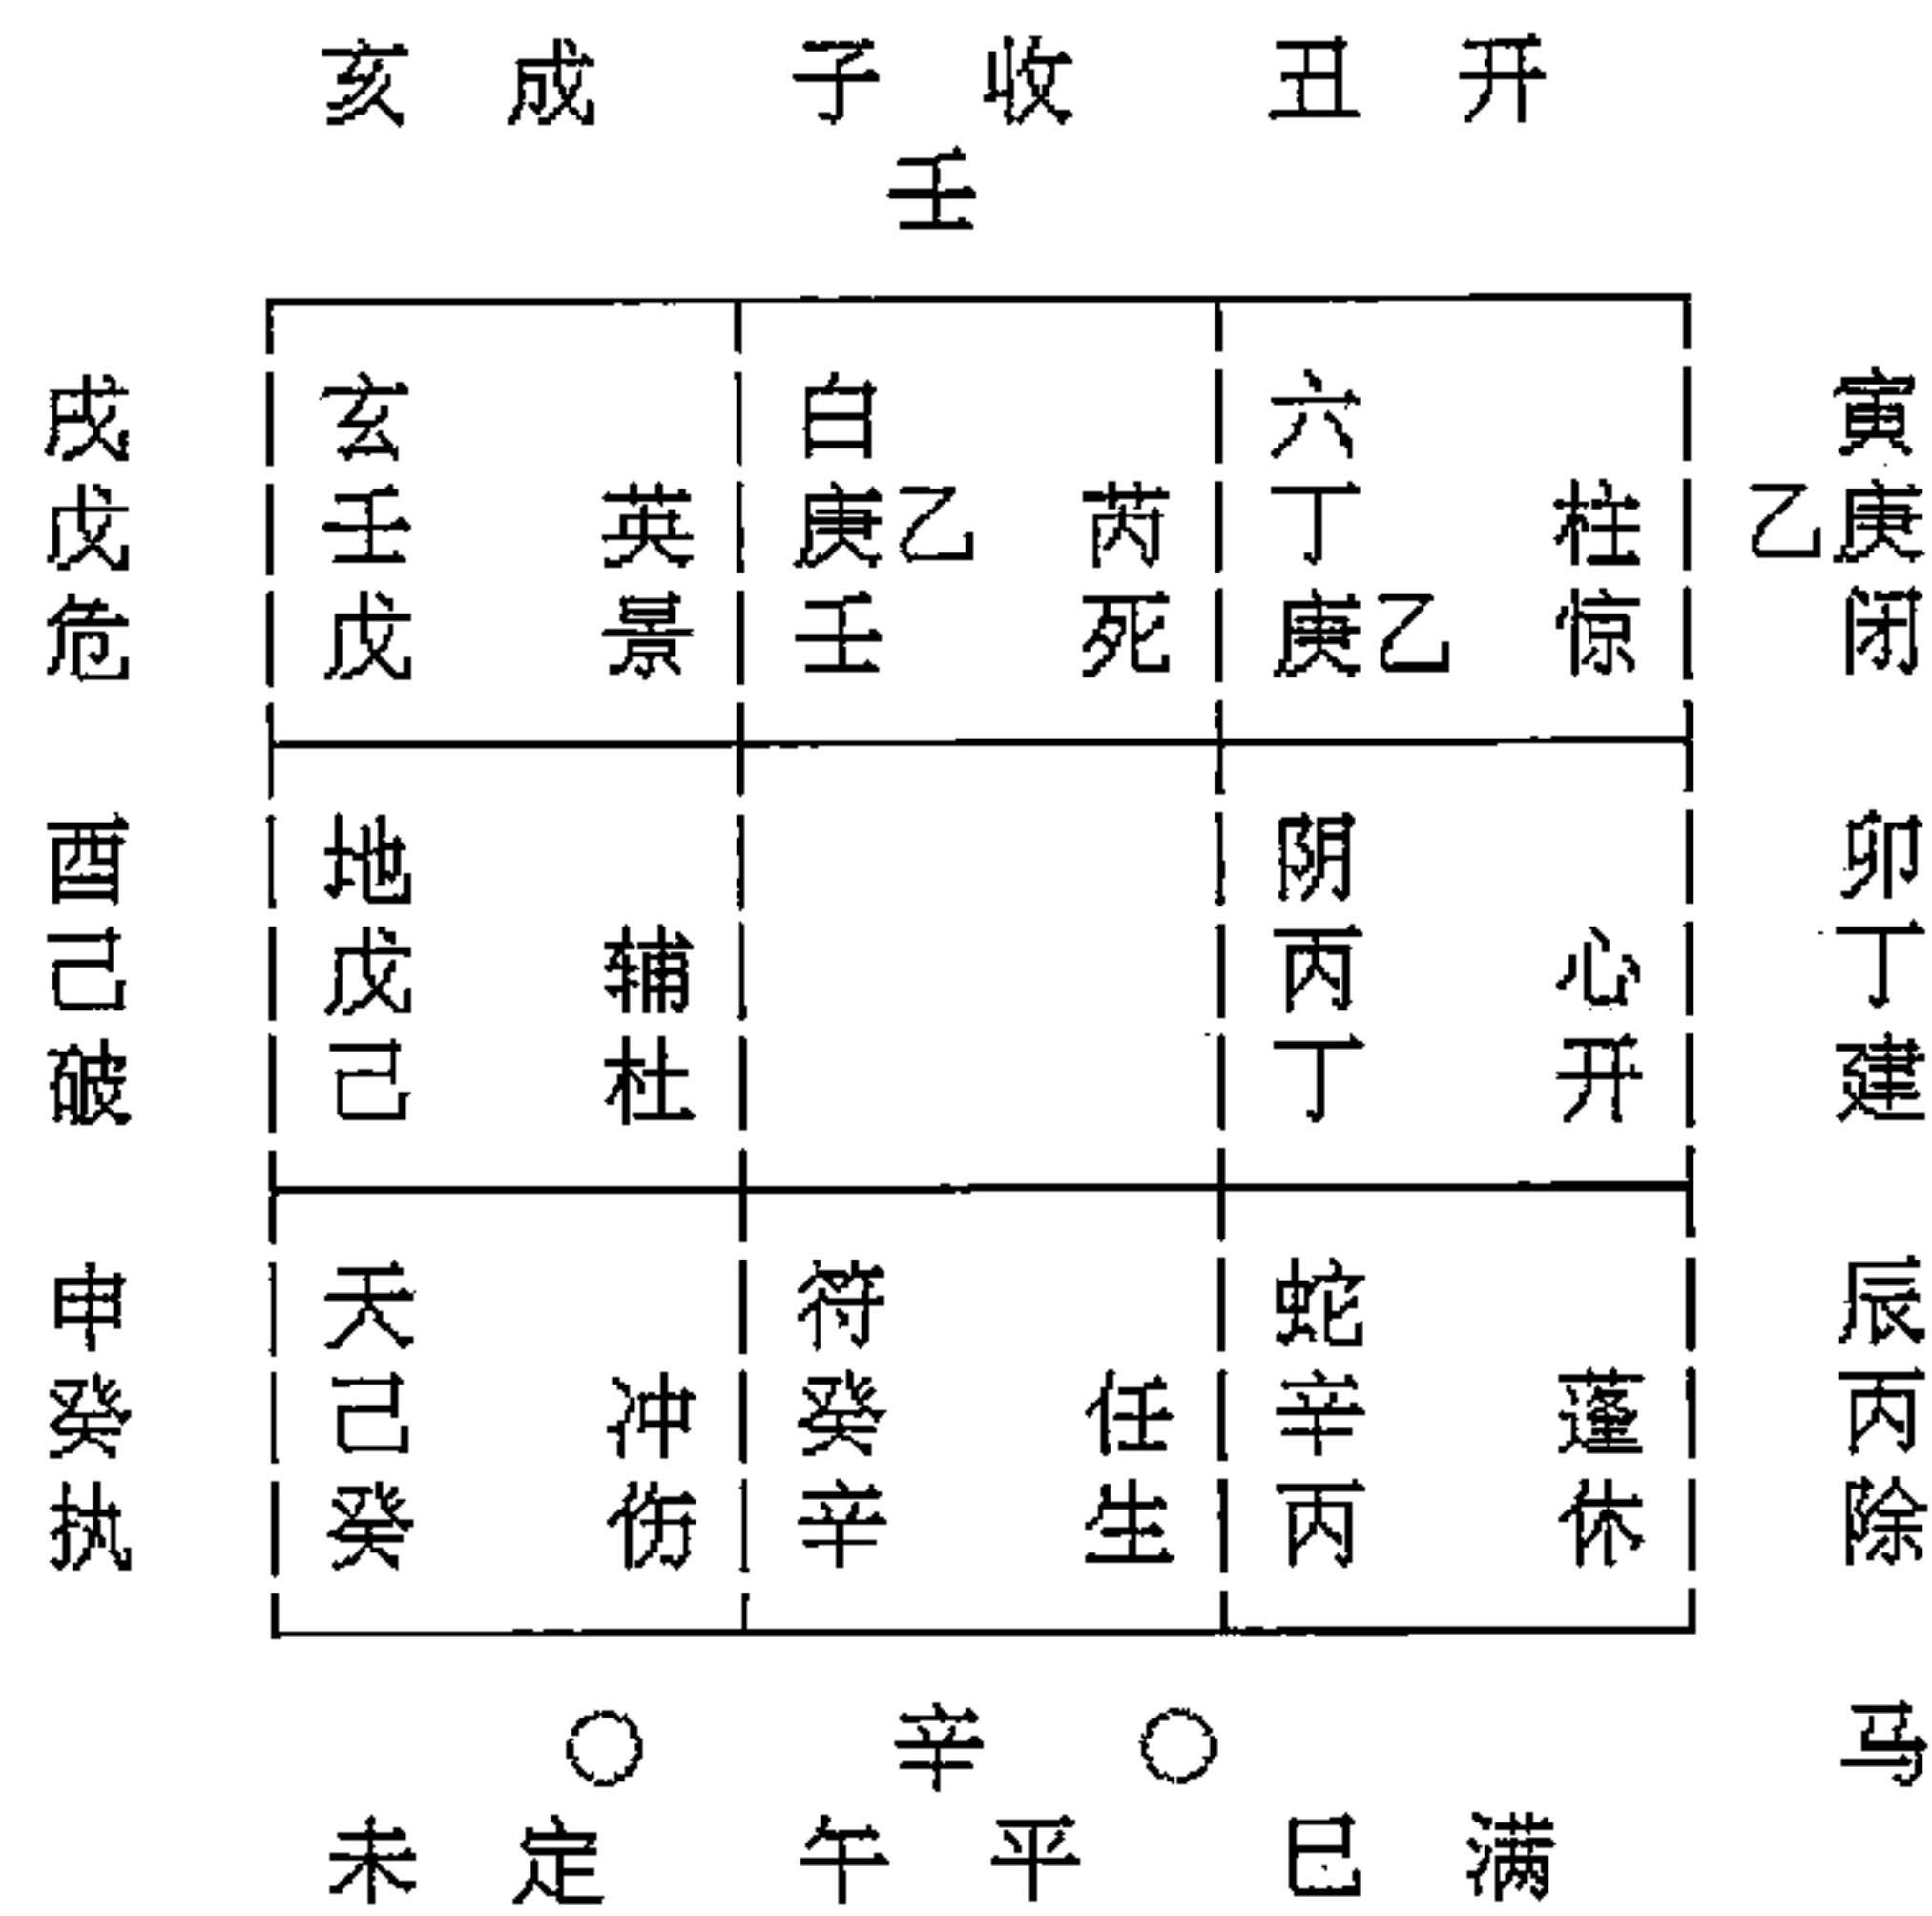 亥 成 子 收 丑 开
壬
戌 玄 白 六 寅
戊 壬 英 庚乙 芮 丁 柱 乙庚
危 戊 景 壬 死 庚乙 惊 闭
酉 地 阴 卯
己 戊 辅 丙 心 丁
破 己 杜 丁 开 建
申 天 符 蛇 辰
癸 己 冲 癸 任 辛 蓬 丙
执 癸 伤 辛 生 丙 休 除
○ 辛 ○ 马
未 定 午 平 巳 满